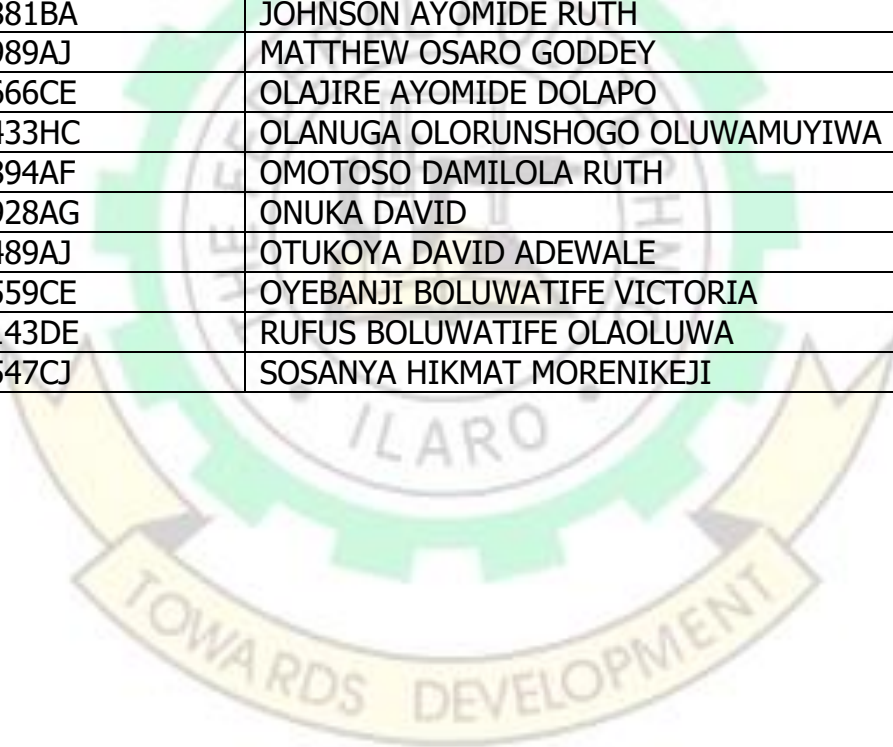 381BA JOHNSON AYOMIDE RUTH
989AJ MATTHEW OSARO GODDEY
566CE OLAJIRE AYOMIDE DOLAPO
433HC OLANUGA OLORUNSHOGO OLUWAMUYIWA
394AF OMOTOSO DAMILOLA RUTH
928AG ONUKA DAVID
489AJ OTUKOYA DAVID ADEWALE
559CE OYEBANJI BOLUWATIFE VICTORIA
143DE RUFUS BOLUWATIFE OLAOLUWA
547CJ SOSANYA HIKMAT MORENIKEJI
ILARO
TOWARDS DEVELOPMENT